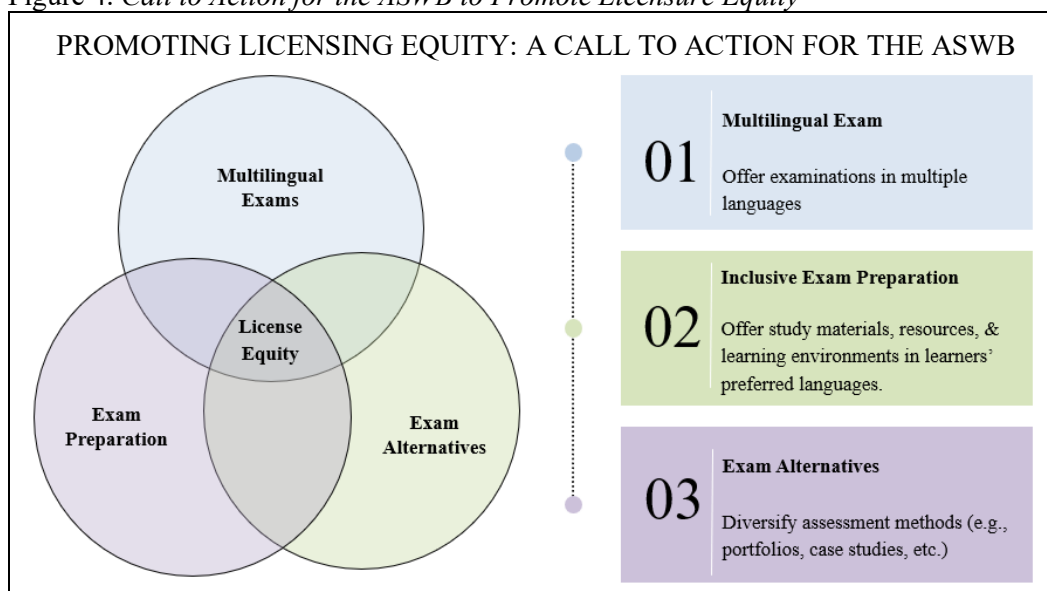 Figure 4. Call to Action for the ASWB to Promote Licensure Equity
PROMOTING LICENSING EQUITY: A CALL TO ACTION FOR THE ASWB
Multilingual
Exams
License
Equity
Exam
Preparation
Exam
Alternatives
01
Multilingual Exam
Offer examinations in multiple
languages
02
Inclusive Exam Preparation
Offer study materials, resources, &
learning environments in learners’
preferred languages.
03
Exam Alternatives
Diversify assessment methods (e.g.,
portfolios, case studies, etc.)